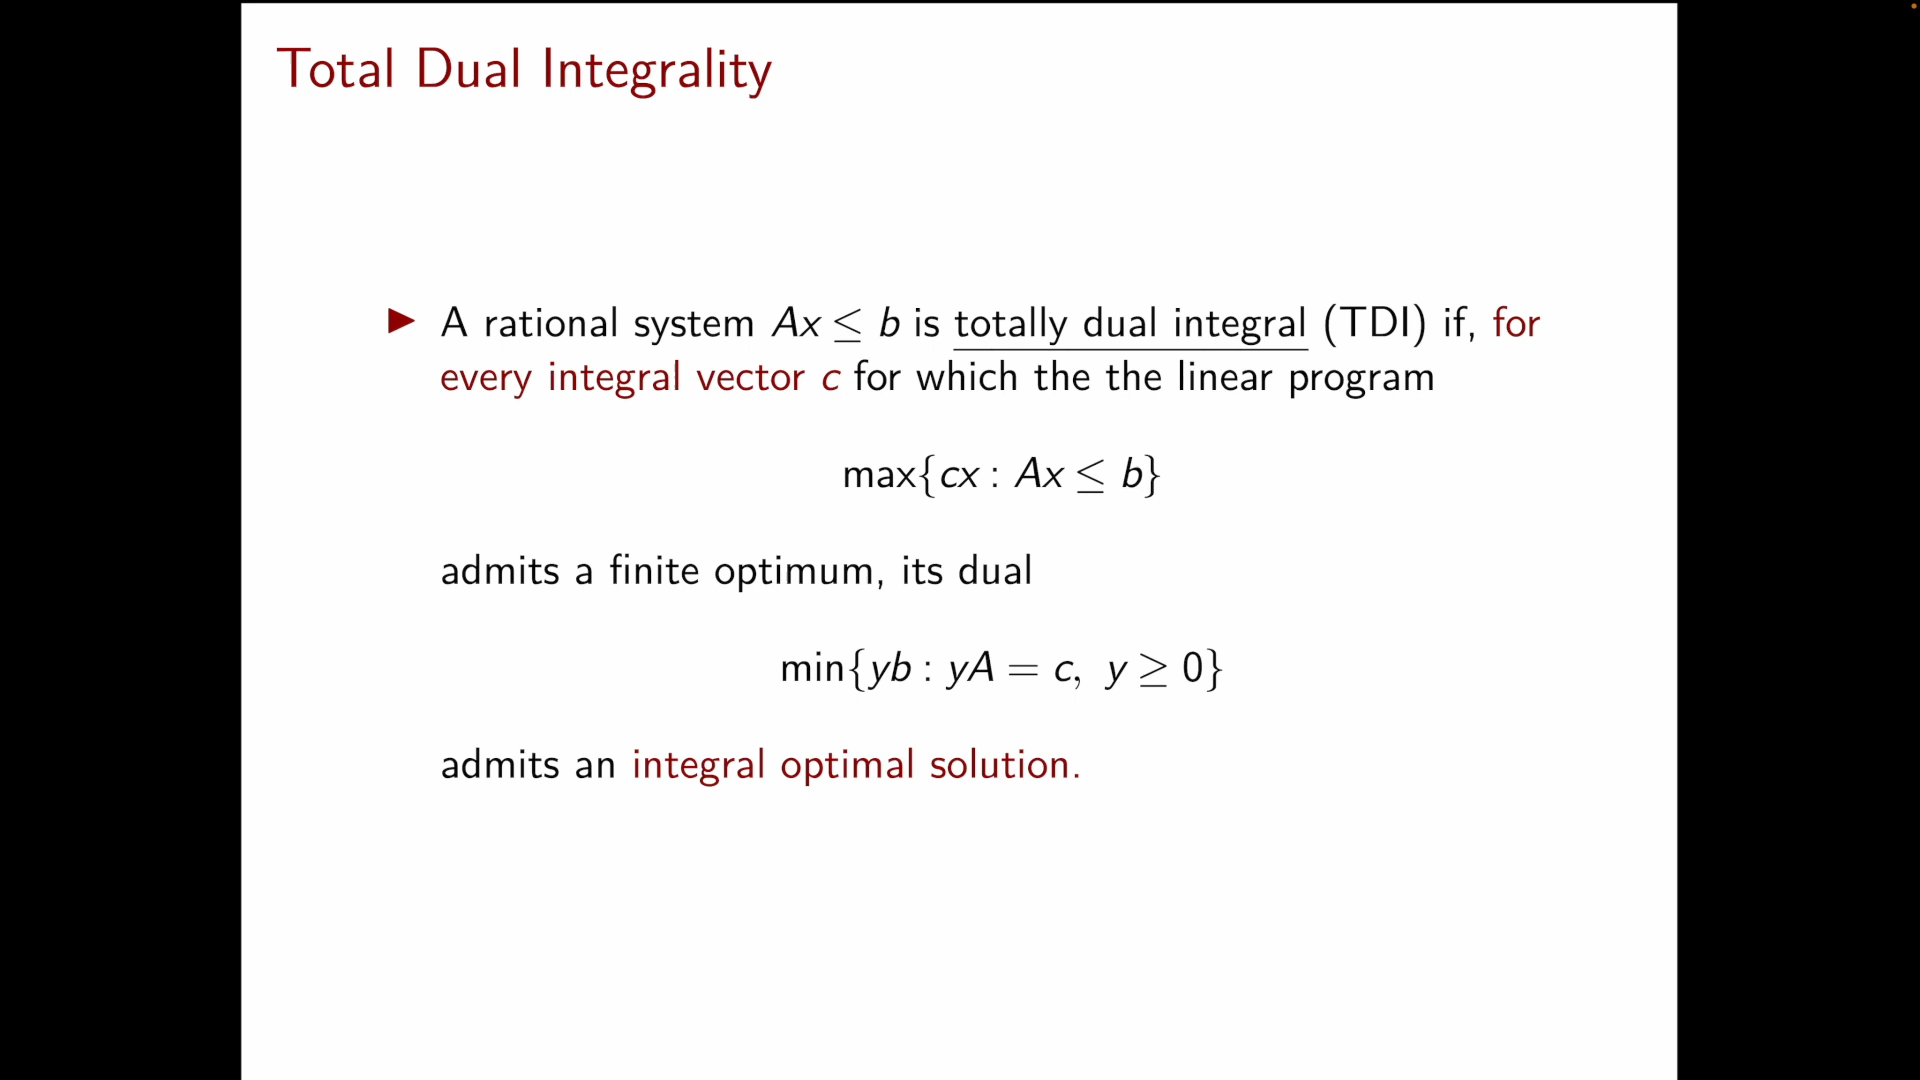 Total Dual Integrality
▶ A rational system Ax ≤ b is totally dual integral (TDI) if, for
every integral vector c for which the the linear program
max{cx : Ax ≤ b}
admits a finite optimum, its dual
min{yb : yA = c, y ≥ 0}
admits an integral optimal solution.